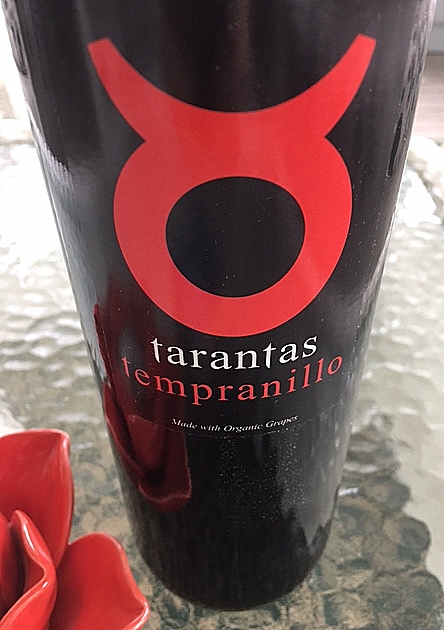 tarantas
tempranillo
Made with Organic Grapes